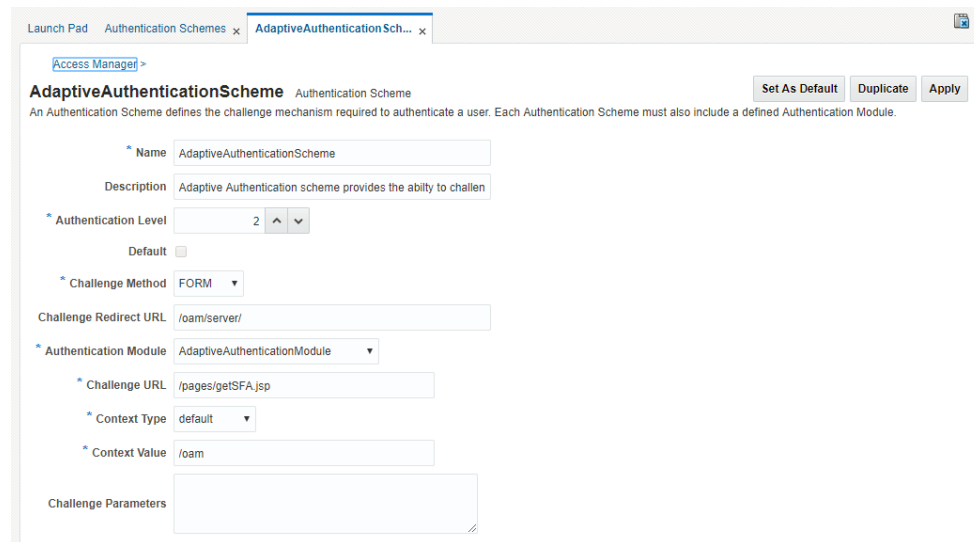 Launch Pad Authentication Schemes x AdaptiveAuthenticationSch... x
Access Manager >
AdaptiveAuthenticationScheme Authentication Scheme Set As Default Duplicate Apply
An Authentication Scheme defines the challenge mechanism required to authenticate a user. Each Authentication Scheme must also include a defined Authentication Module.
* Name AdaptiveAuthenticationScheme
Description Adaptive Authentication scheme provides the abilty to challen
* Authentication Level 2
Default
* Challenge Method FORM
Challenge Redirect URL /oam/server/
* Authentication Module AdaptiveAuthenticationModule
* Challenge URL /pages/getSFA.jsp
* Context Type default
* Context Value /oam
Challenge Parameters